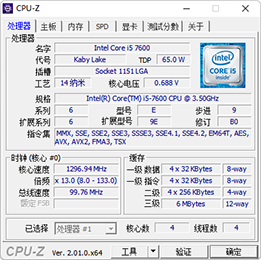 CPU-Z
处理器 主板 内存 SPD 显卡 测试分数 关于
处理器
名字 Intel Core i5 7600
代号 Kaby Lake TDP 65.0 W
插槽 Socket 1151 LGA
工艺 14 纳米 核心电压 0.688 V
规格 Intel(R) Core(TM) i5-7600 CPU @ 3.50GHz
系列 6 型号 E 步进 9
扩展系列 6 扩展型号 9E 修订 B0
指令集 MMX, SSE, SSE2, SSE3, SSSE3, SSE4.1, SSE4.2, EM64T, AES, AVX, AVX2, FMA3, TSX
intel
CORE i5
inside
时钟 (核心 #0)
核心速度 1296.94 MHz
倍频 x 13.0 (8.0 - 133.0)
总线速度 99.76 MHz
额定 FSB
缓存
一级 数据 4 x 32 KBytes 8-way
一级 指令 4 x 32 KBytes 8-way
二级 4 x 256 KBytes 4-way
三级 6 MBytes 12-way
已选择 处理器 #1 核心数 4 线程数 4
CPU-Z Ver. 2.01.0.x64 工具 验证 确定